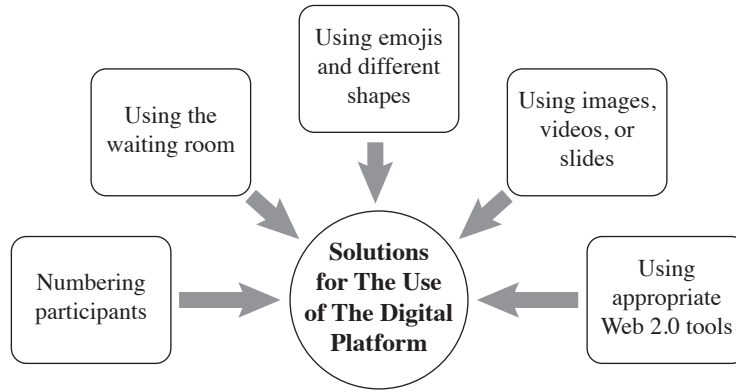 Using emojis
and different
shapes
Using the
waiting room
Using images,
videos, or
slides
Numbering
participants
Solutions
for The Use
of The Digital
Platform
Using
appropriate
Web 2.0 tools